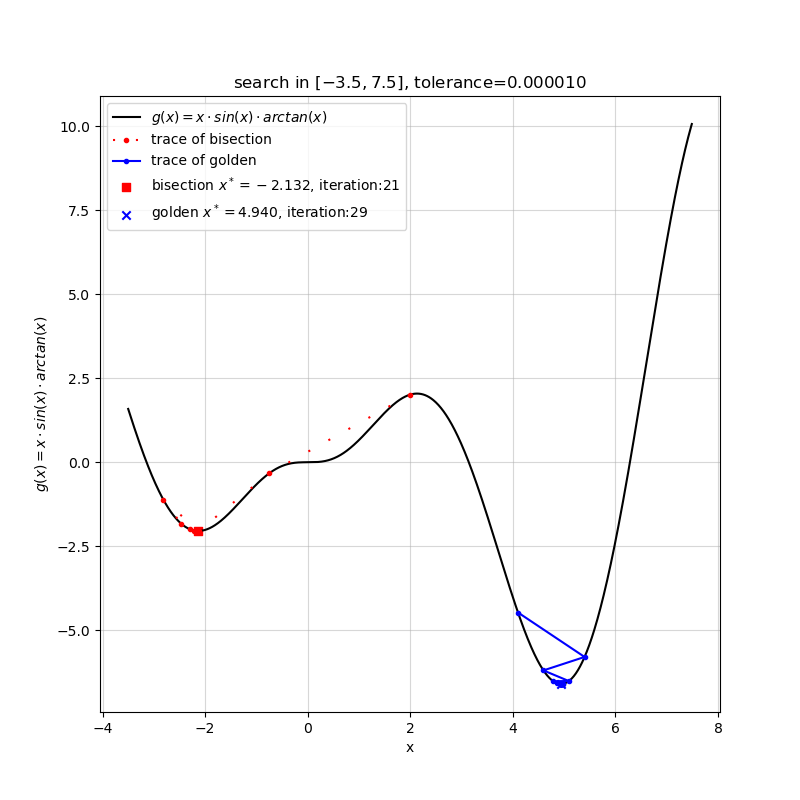 search in [−3.5, 7.5], tolerance=0.000010
g(x) = x · sin(x) · arctan(x)
trace of bisection
trace of golden
bisection x* = −2.132, iteration:21
golden x* = 4.940, iteration:29
g(x) = x · sin(x) · arctan(x)
10.0
7.5
5.0
2.5
0.0
−2.5
−5.0
−4 −2 0 2 4 6 8
x